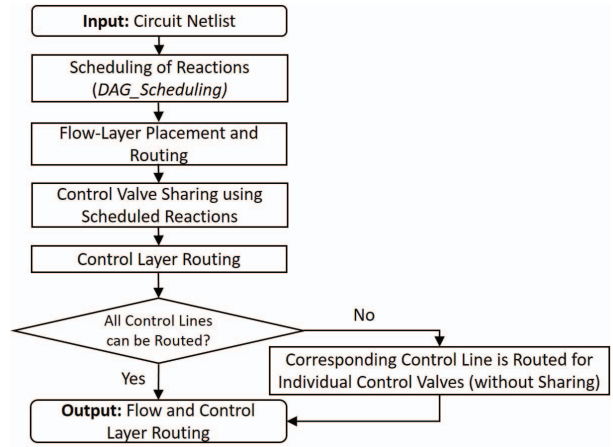 Input: Circuit Netlist
Scheduling of Reactions
(DAG_Scheduling)
Flow-Layer Placement and
Routing
Control Valve Sharing using
Scheduled Reactions
Control Layer Routing
All Control Lines
can be Routed?
No
Yes
Corresponding Control Line is Routed for
Individual Control Valves (without Sharing)
Output: Flow and Control
Layer Routing